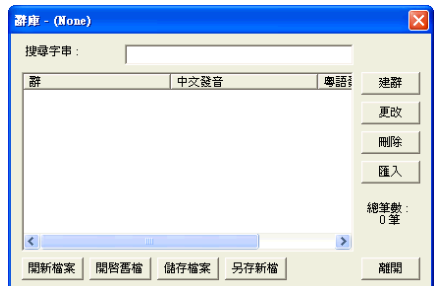 辭庫 - (None)
搜尋字串 :
辭 中文發音 粵語
建辭
更改
刪除
匯入
總筆數 :
0 筆
開新檔案 開啓舊檔 儲存檔案 另存新檔 離開